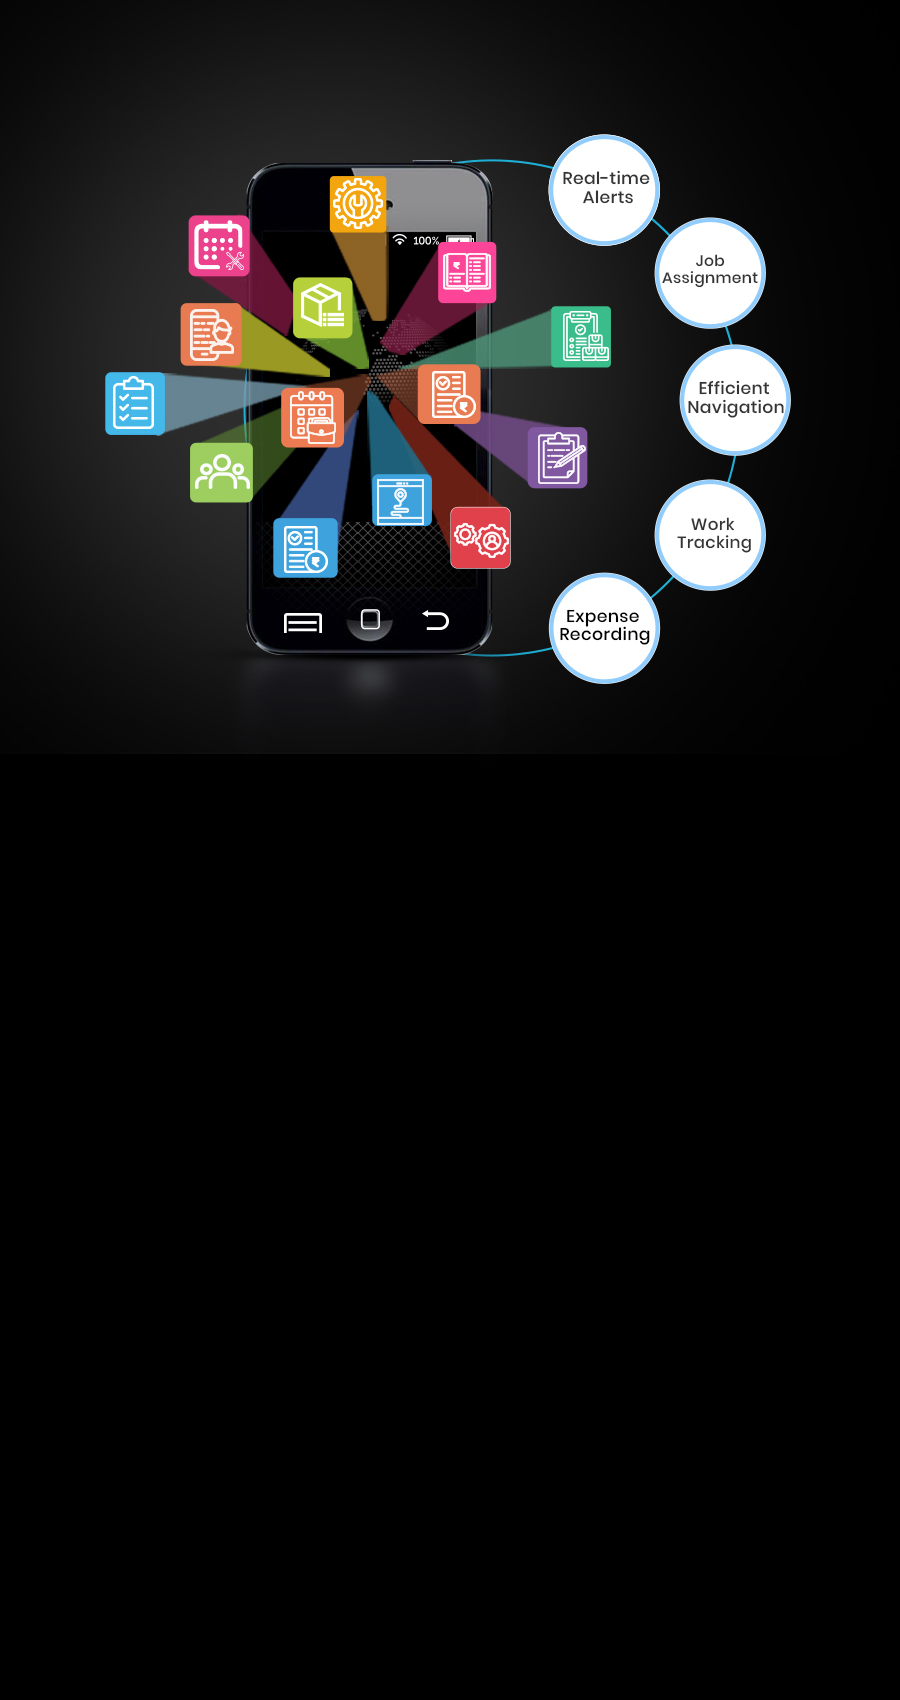 Real-time
Alerts
100%
Job
Assignment
₹
Efficient
Navigation
₹
Work
Tracking
₹
Expense
Recording